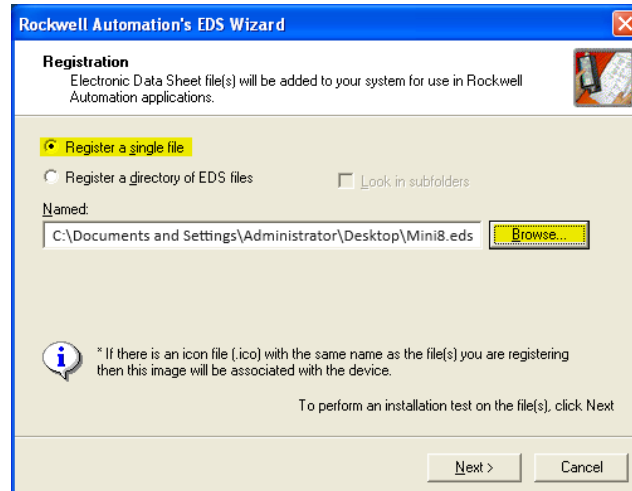 Rockwell Automation's EDS Wizard
Registration
Electronic Data Sheet file(s) will be added to your system for use in Rockwell
Automation applications.
Register a single file
Register a directory of EDS files
Look in subfolders
Named:
C:\Documents and Settings\Administrator\Desktop\Mini8.eds
Browse...
* If there is an icon file (.ico) with the same name as the file(s) you are registering
then this image will be associated with the device.
To perform an installation test on the file(s), click Next
Next >
Cancel